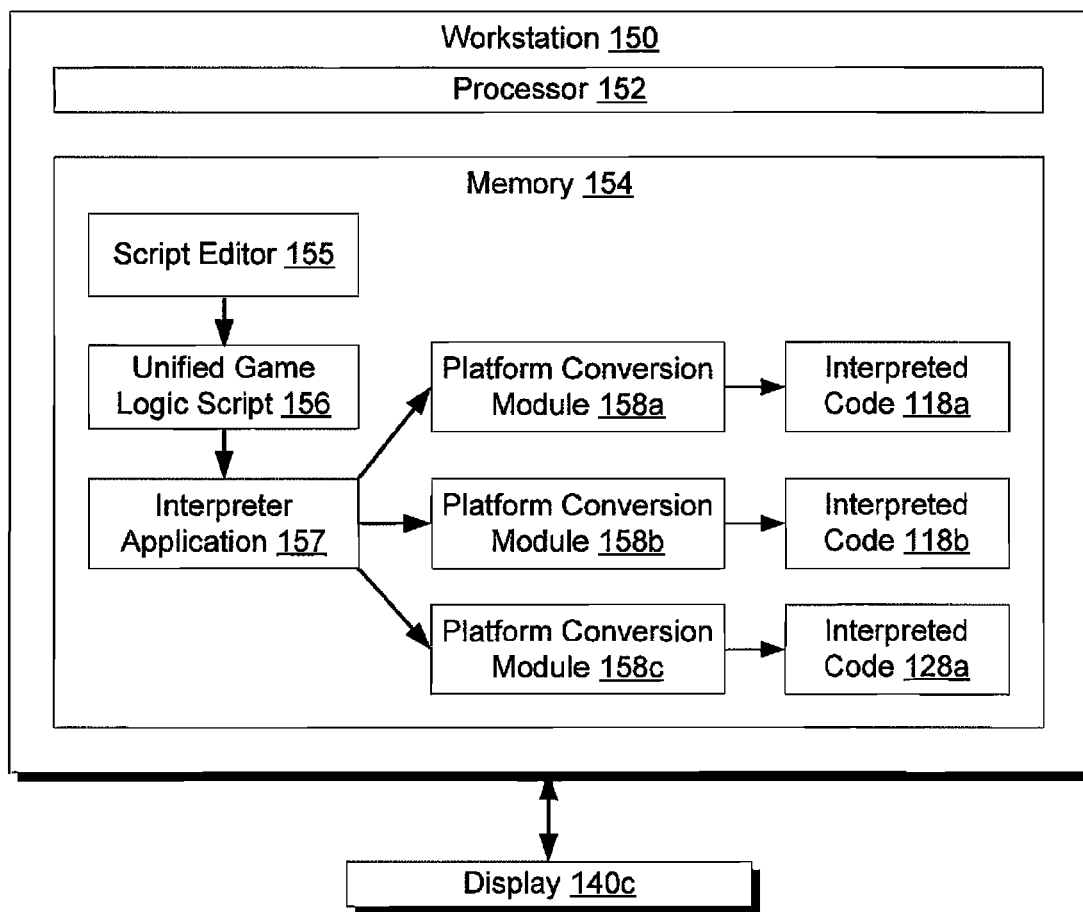 Workstation 150
Processor 152
Memory 154
Script Editor 155
Unified Game
Logic Script 156
Interpreter
Application 157
Platform Conversion
Module 158a
Interpreted
Code 118a
Platform Conversion
Module 158b
Interpreted
Code 118b
Platform Conversion
Module 158c
Interpreted
Code 128a
Display 140c